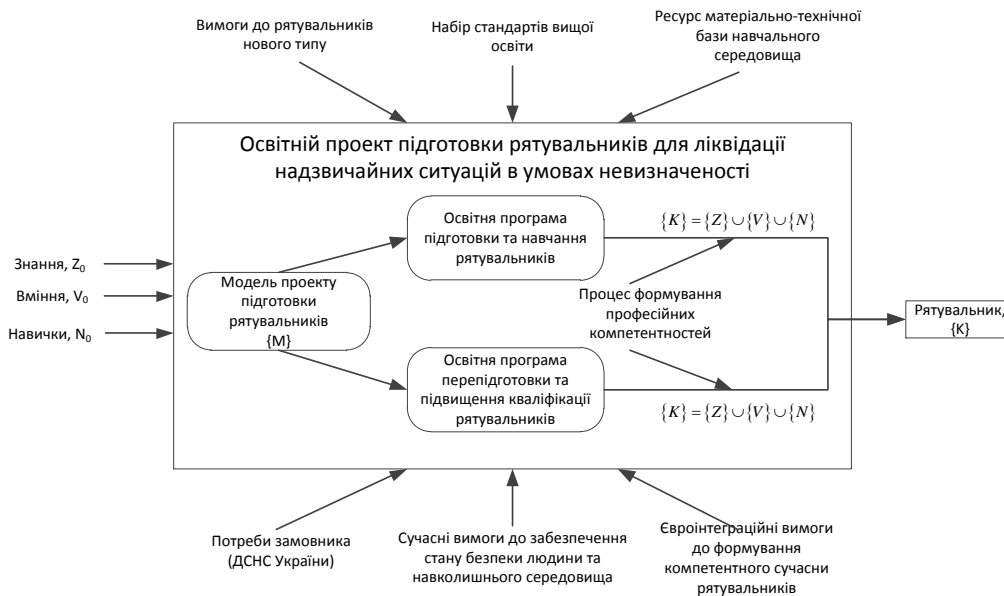 Вимоги до рятувальників
нового типу
Набір стандартів вищої
освіти
Ресурс матеріально-технічної
бази навчального
середовища
Освітній проект підготовки рятувальників для ліквідації
надзвичайних ситуацій в умовах невизначеності
Знання, Z₀
Вміння, V₀
Навички, N₀
Модель проекту
підготовки
рятувальників
{M}
Освітня програма
підготовки та навчання
рятувальників
{K} = {Z} ∪ {V} ∪ {N}
Процес формування
професійних
компетентностей
Освітня програма
перепідготовки та
підвищення кваліфікації
рятувальників
{K} = {Z} ∪ {V} ∪ {N}
Рятувальник,
{K}
Потреби замовника
(ДСНС України)
Сучасні вимоги до забезпечення
стану безпеки людини та
навколишнього середовища
Євроінтеграційні вимоги
до формування
компетентного сучасни
рятувальників